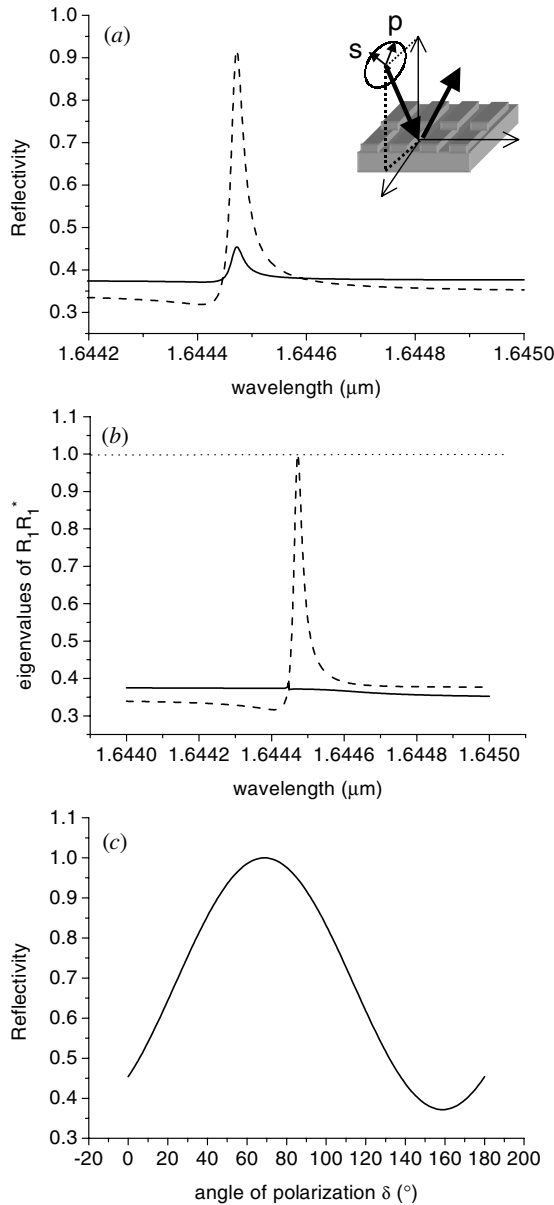 (a)
s p
Reflectivity
1.0
0.9
0.8
0.7
0.6
0.5
0.4
0.3
1.6442 1.6444 1.6446 1.6448 1.6450
wavelength (μm)
(b)
eigenvalues of R₁R₁*
1.1
1.0
0.9
0.8
0.7
0.6
0.5
0.4
0.3
1.6440 1.6442 1.6444 1.6446 1.6448 1.6450
wavelength (μm)
(c)
Reflectivity
1.1
1.0
0.9
0.8
0.7
0.6
0.5
0.4
0.3
-20 0 20 40 60 80 100 120 140 160 180 200
angle of polarization δ (°)